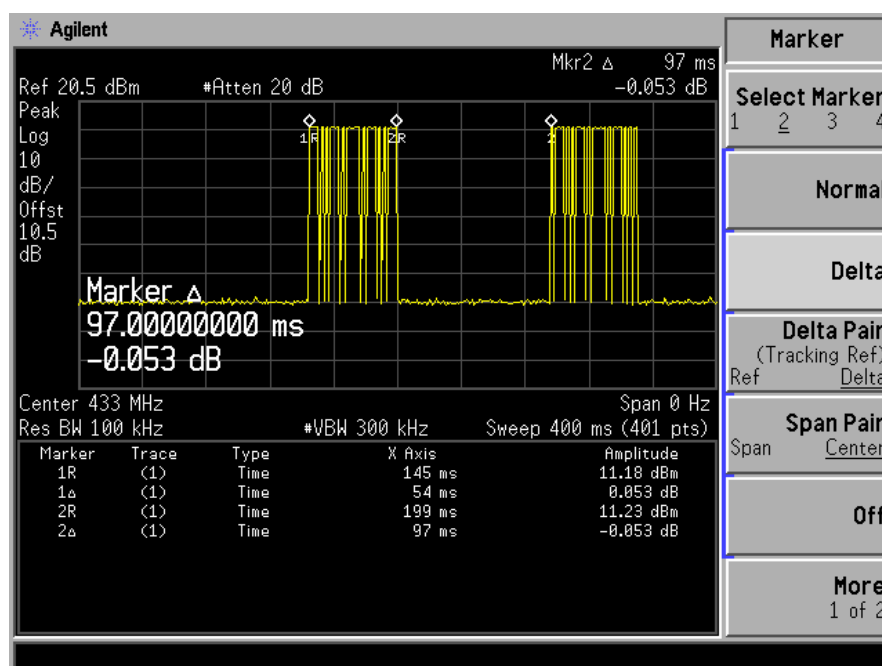 Agilent
Marker
Mkr2 Δ 97 ms
Ref 20.5 dBm #Atten 20 dB -0.053 dB
Peak
Log
10
dB/
Offst
10.5
dB
1R
2R
2
Marker Δ
97.00000000 ms
-0.053 dB
Center 433 MHz Span 0 Hz
Res BW 100 kHz #VBW 300 kHz Sweep 400 ms (401 pts)
Marker Trace Type X Axis Amplitude
1R (1) Time 145 ms 11.18 dBm
1Δ (1) Time 54 ms 0.053 dB
2R (1) Time 199 ms 11.23 dBm
2Δ (1) Time 97 ms -0.053 dB
Select Marker
1 2 3 4
Norma
Delta
Delta Pair
(Tracking Ref)
Ref Delta
Span Pair
Span Center
Off
More
1 of 2